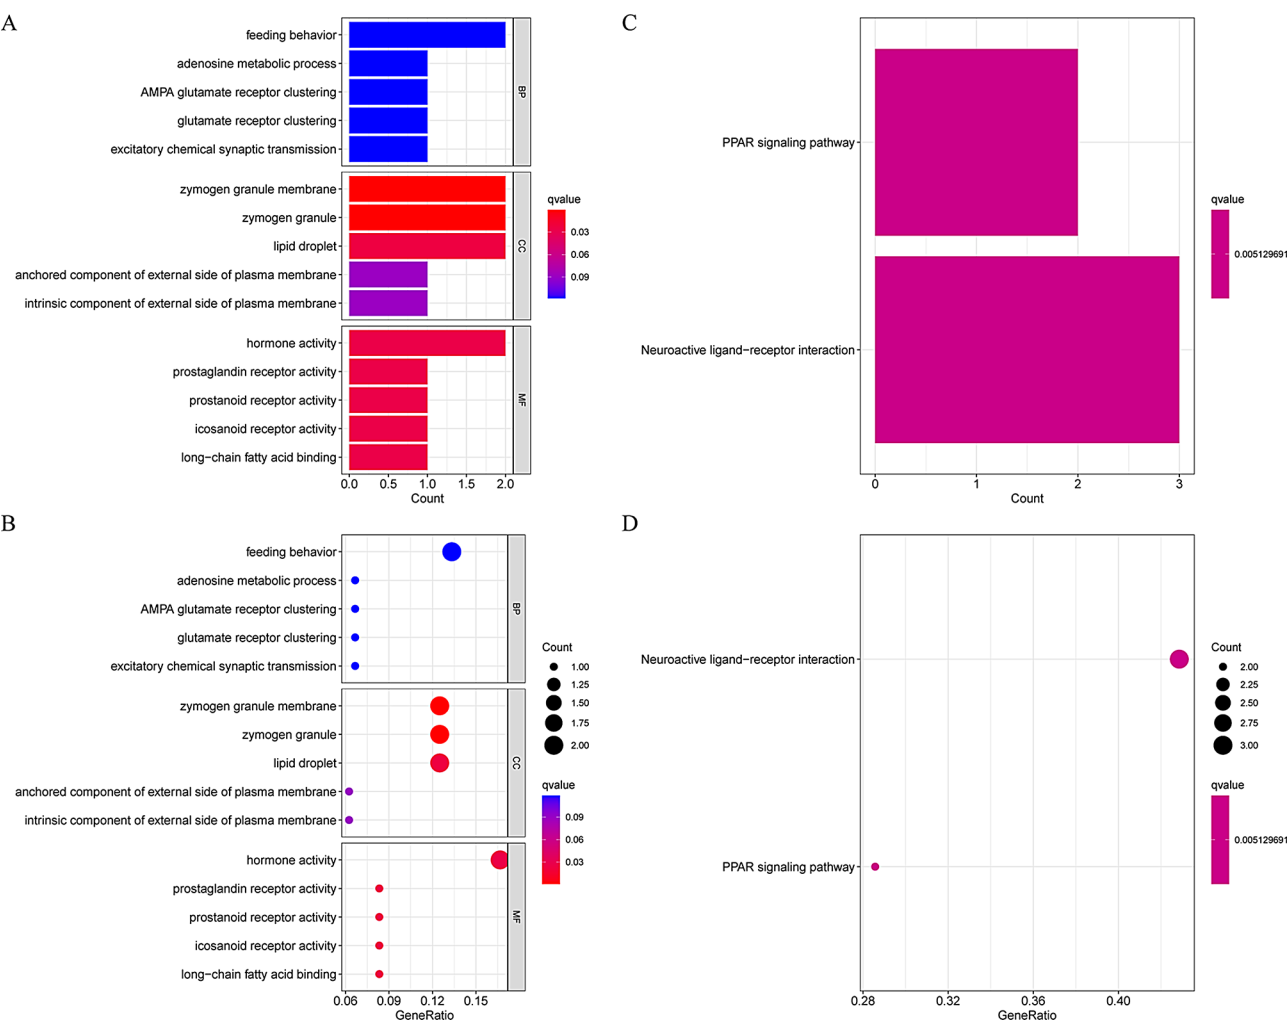 A
feeding behavior
adenosine metabolic process
AMPA glutamate receptor clustering
glutamate receptor clustering
excitatory chemical synaptic transmission
BP
zymogen granule membrane
zymogen granule
lipid droplet
anchored component of external side of plasma membrane
intrinsic component of external side of plasma membrane
CC
hormone activity
prostaglandin receptor activity
prostanoid receptor activity
icosanoid receptor activity
long−chain fatty acid binding
MF
0.0 0.5 1.0 1.5 2.0
Count
qvalue
0.03
0.06
0.09
C
PPAR signaling pathway
Neuroactive ligand−receptor interaction
0 1 2 3
Count
qvalue
0.005129691
B
feeding behavior
adenosine metabolic process
AMPA glutamate receptor clustering
glutamate receptor clustering
excitatory chemical synaptic transmission
BP
zymogen granule membrane
zymogen granule
lipid droplet
anchored component of external side of plasma membrane
intrinsic component of external side of plasma membrane
CC
hormone activity
prostaglandin receptor activity
prostanoid receptor activity
icosanoid receptor activity
long−chain fatty acid binding
MF
0.06 0.09 0.12 0.15
GeneRatio
Count
1.00
1.25
1.50
1.75
2.00
qvalue
0.09
0.06
0.03
D
Neuroactive ligand−receptor interaction
PPAR signaling pathway
0.28 0.32 0.36 0.40
GeneRatio
Count
2.00
2.25
2.50
2.75
3.00
qvalue
0.005129691